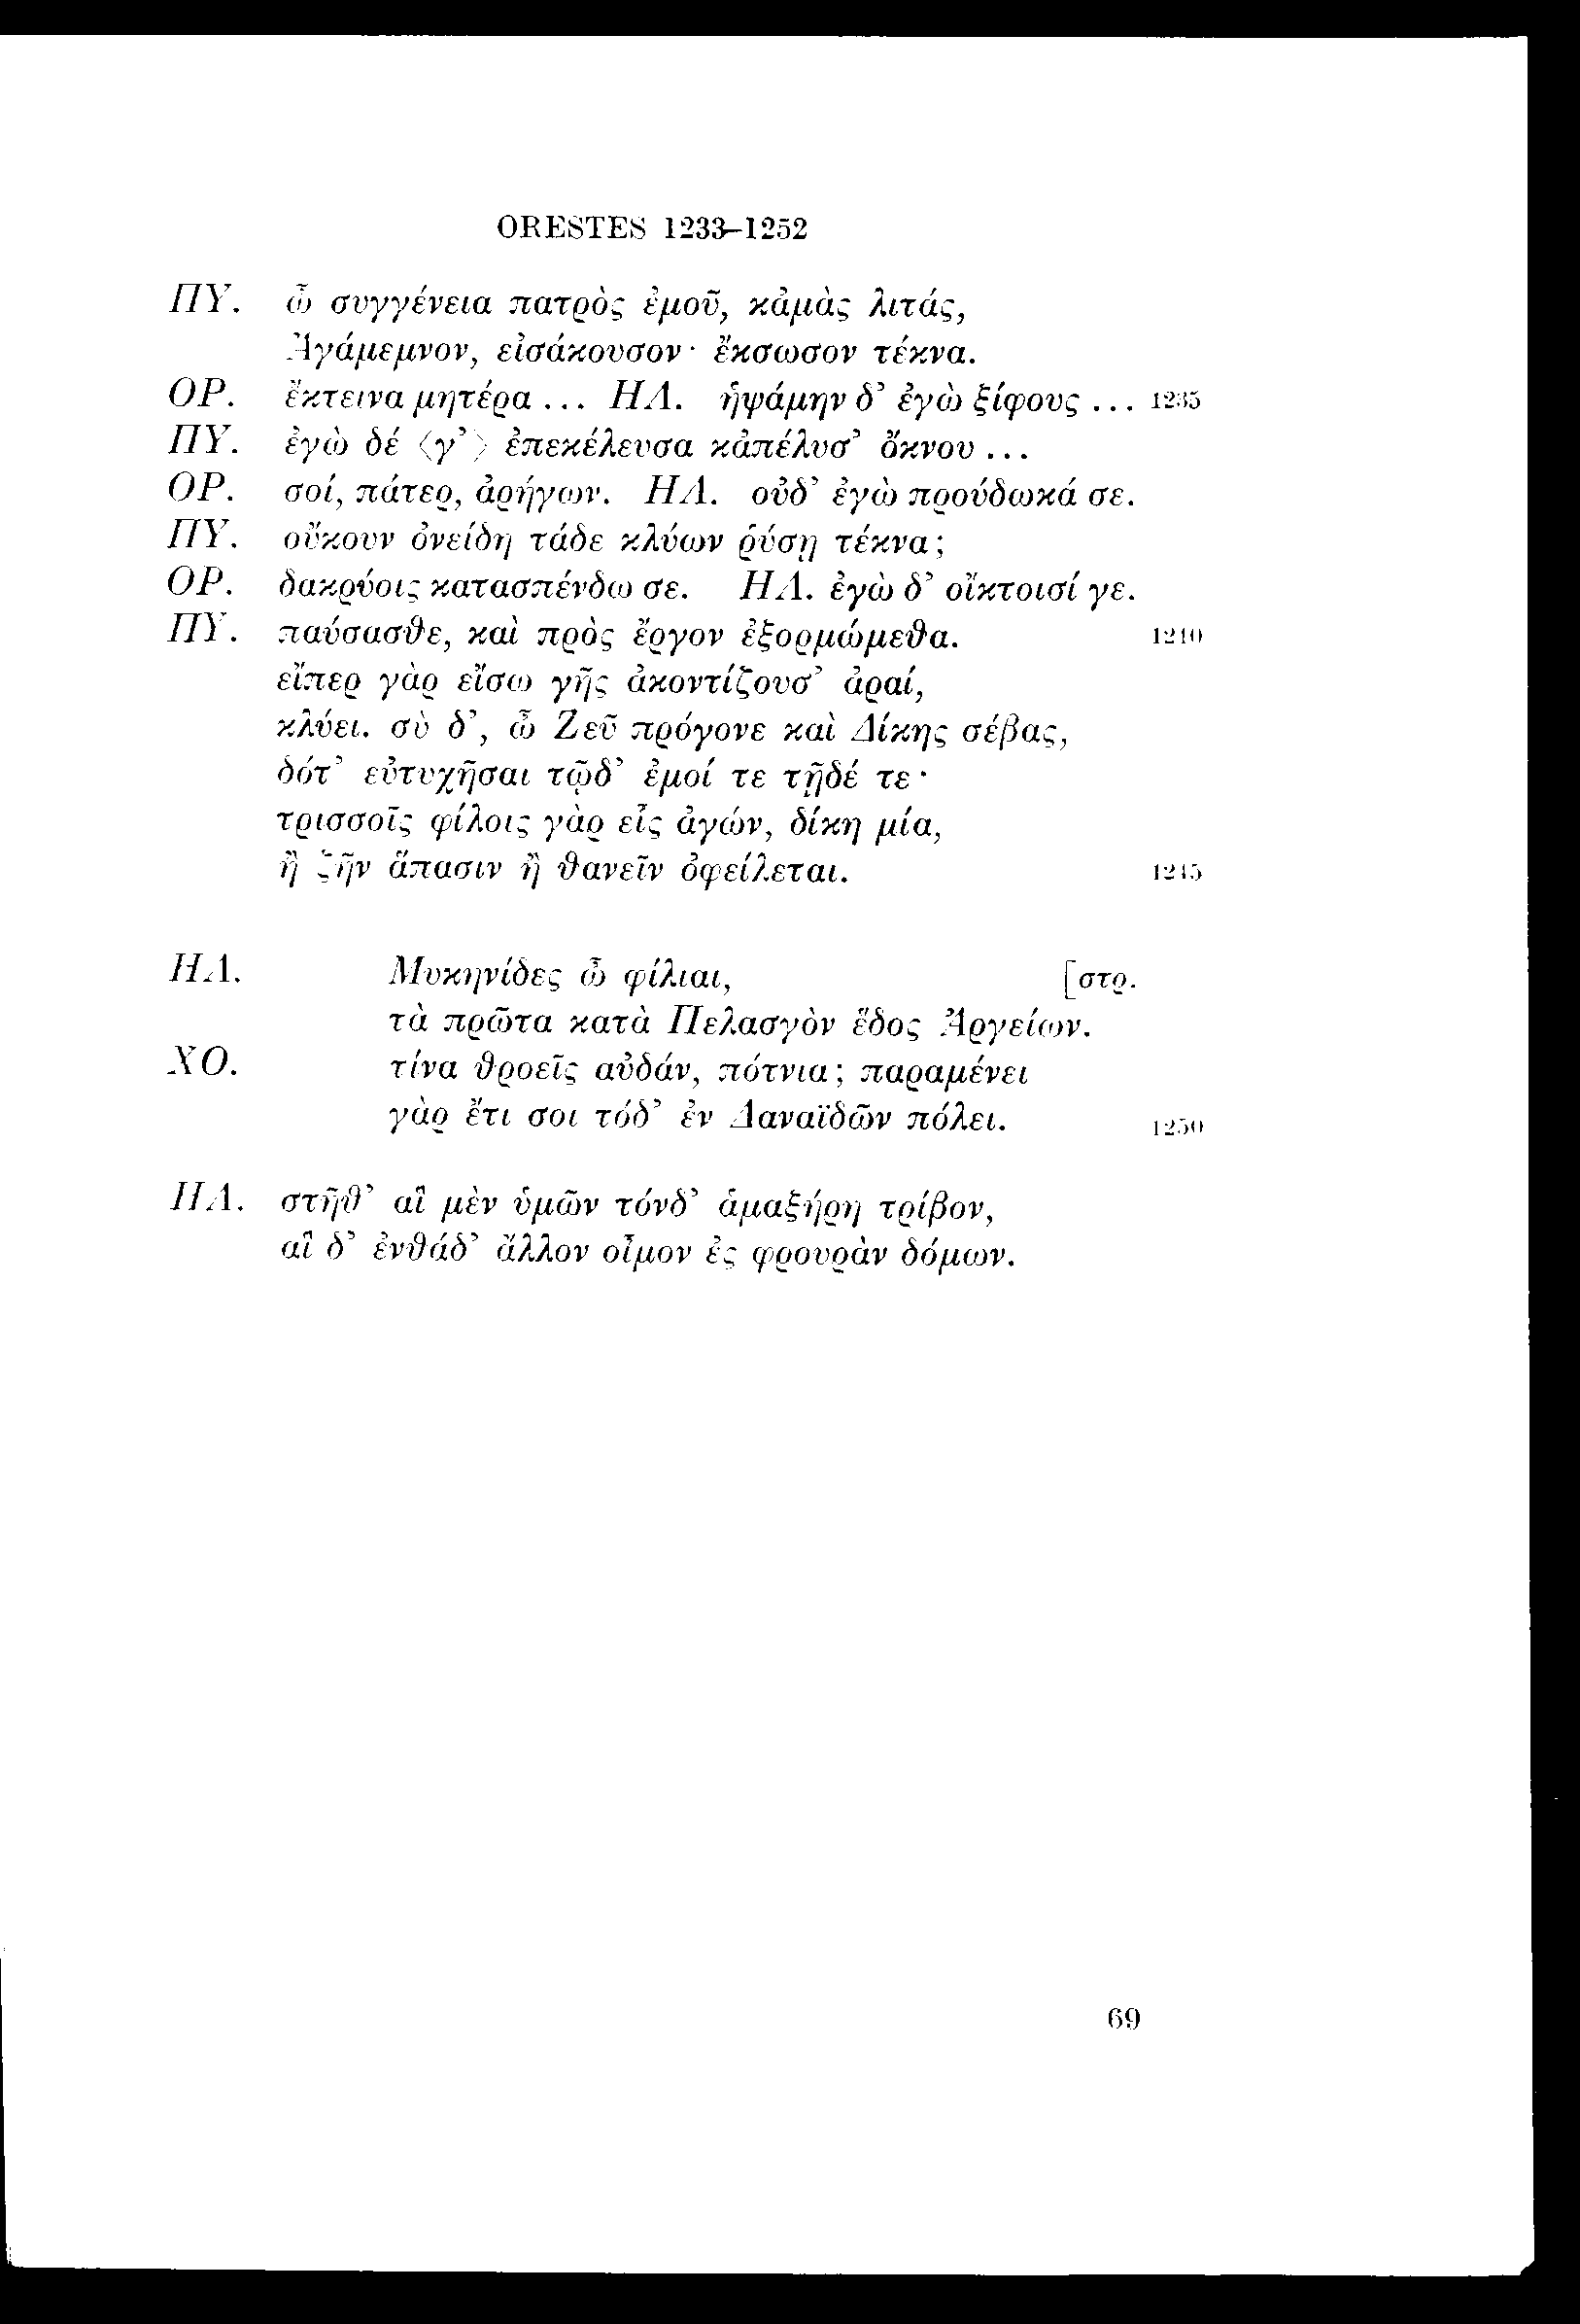 ORESTES 1233–1252
ΠΥ. ὦ συγγένεια πατρὸς ἐμοῦ, κἀμὰς λιτάς,
Ἀγάμεμνον, εἰσάκουσον· ἔκσωσον τέκνα.
ΟΡ. ἔκτεινα μητέρα ... ΗΛ. ἡψάμην δ’ ἐγὼ ξίφους ... 1235
ΠΥ. ἐγὼ δέ ⟨γ’⟩ ἐπεκέλευσα κἀπέλυσ’ ὄκνου ...
ΟΡ. σοί, πάτερ, ἀρήγων. ΗΛ. οὐδ’ ἐγὼ προύδωκά σε.
ΠΥ. οὔκουν ὀνείδη τάδε κλύων ῥύσῃ τέκνα;
ΟΡ. δακρύοις κατασπένδω σε. ΗΛ. ἐγὼ δ’ οἴκτοισί γε.
ΠΥ. παύσασθε, καὶ πρὸς ἔργον ἐξορμώμεθα. 1240
εἴπερ γὰρ εἴσω γῆς ἀκοντίζουσ’ ἀραί,
κλύει. σὺ δ’, ὦ Ζεῦ πρόγονε καὶ Δίκης σέβας,
δότ’ εὐτυχῆσαι τῷδ’ ἐμοί τε τῇδέ τε·
τρισσοῖς φίλοις γὰρ εἷς ἀγών, δίκη μία,
ἢ ζῆν ἅπασιν ἢ θανεῖν ὀφείλεται. 1245
ΗΛ. Μυκηνίδες ὦ φίλιαι, [στρ.
τὰ πρῶτα κατὰ Πελασγὸν ἕδος Ἀργείων.
ΧΟ. τίνα θροεῖς αὐδάν, πότνια; παραμένει
γὰρ ἔτι σοι τόδ’ ἐν Δαναϊδῶν πόλει. 1250
ΗΛ. στῆθ’ αἳ μὲν ὑμῶν τόνδ’ ἁμαξήρη τρίβον,
αἳ δ’ ἐνθάδ’ ἄλλον οἶμον ἐς φρουρὰν δόμων.
69